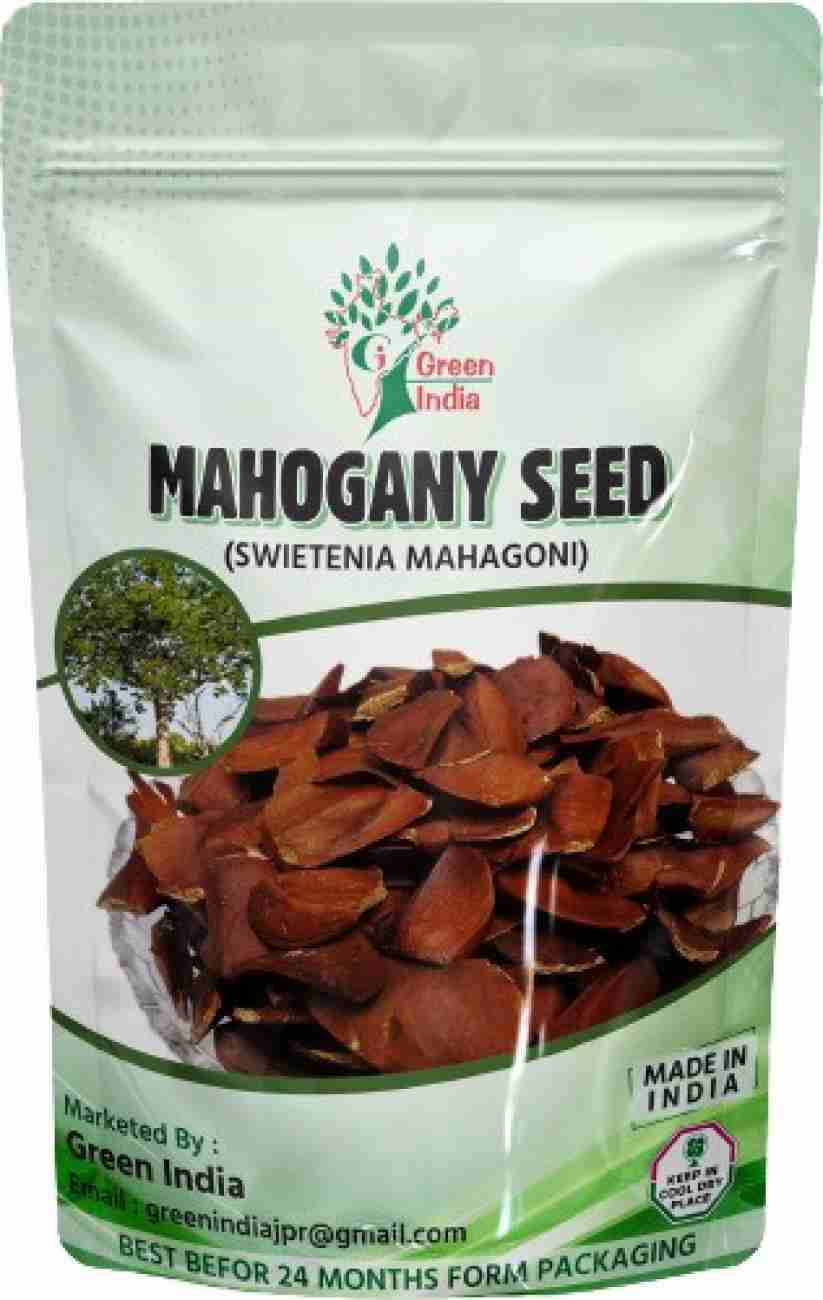 G
Green
India
MAHOGANY SEED
(SWIETENIA MAHAGONI)
MADE IN
INDIA
KEEP IN
COOL DRY
PLACE
Marketed By :
Green India
Email : greenindiajpr@gmail.com
BEST BEFOR 24 MONTHS FORM PACKAGING